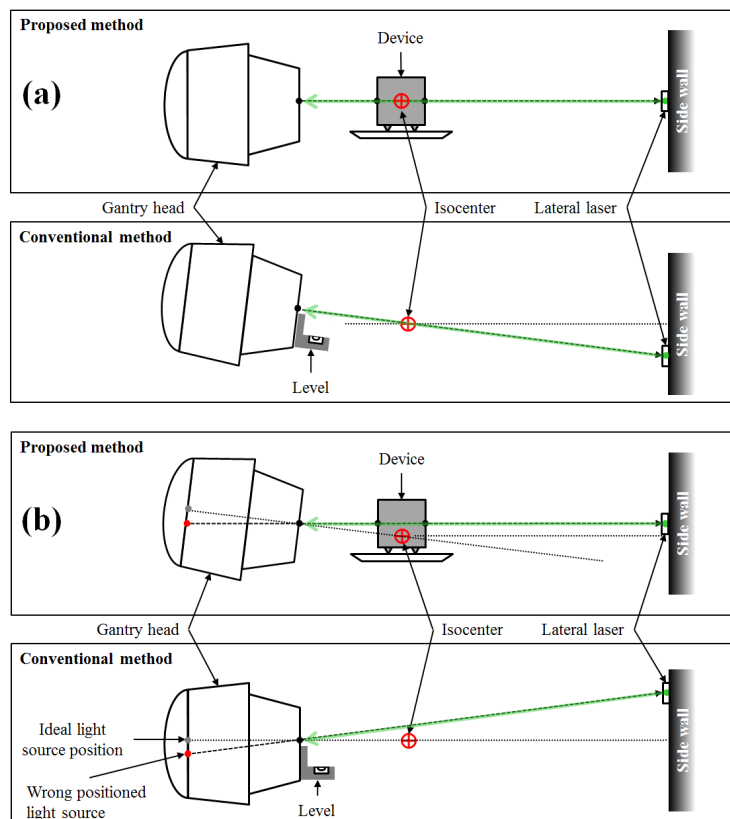 Proposed method
Device
(a)
Side wall
Gantry head
Isocenter
Lateral laser
Conventional method
Side wall
Level
Proposed method
Device
(b)
Side wall
Gantry head
Isocenter
Lateral laser
Conventional method
Side wall
Ideal light
source position
Wrong positioned
light source
Level